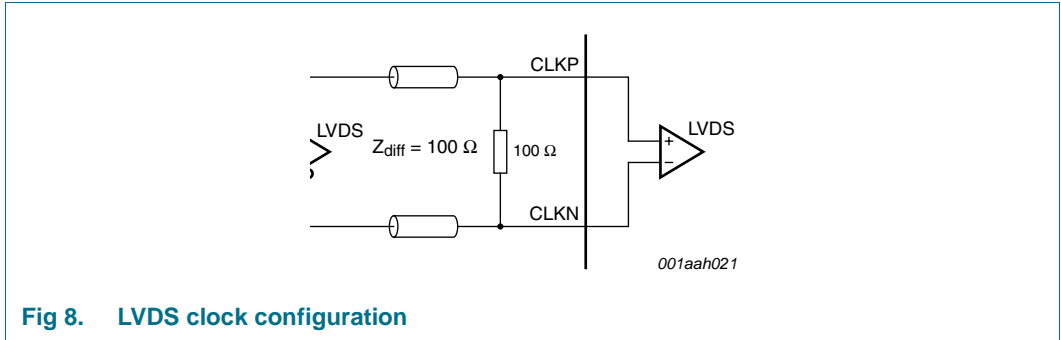 CLKP
LVDS
Zdiff = 100 Ω
100 Ω
LVDS
+
−
CLKN
001aah021
Fig 8. LVDS clock configuration